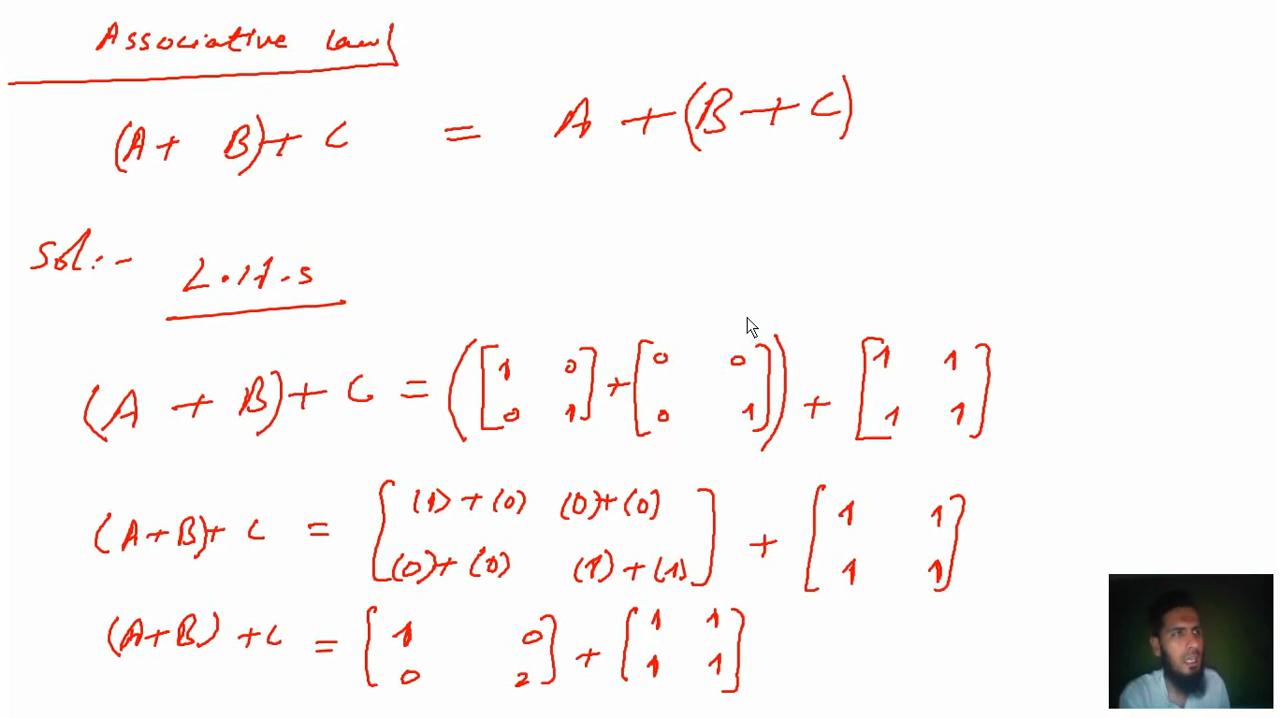 Associative law
(A + B) + C = A + (B + C)
Sol:-
L.H.S
(A + B) + C = ([1 0 0 1] + [0 0 0 1]) + [1 1 1 1]
(A+B)+ C = [(1)+(0) (0)+(0) (0)+(0) (1)+(1)] + [1 1 1 1]
(A+B) + C = [1 0 0 2] + [1 1 1 1]